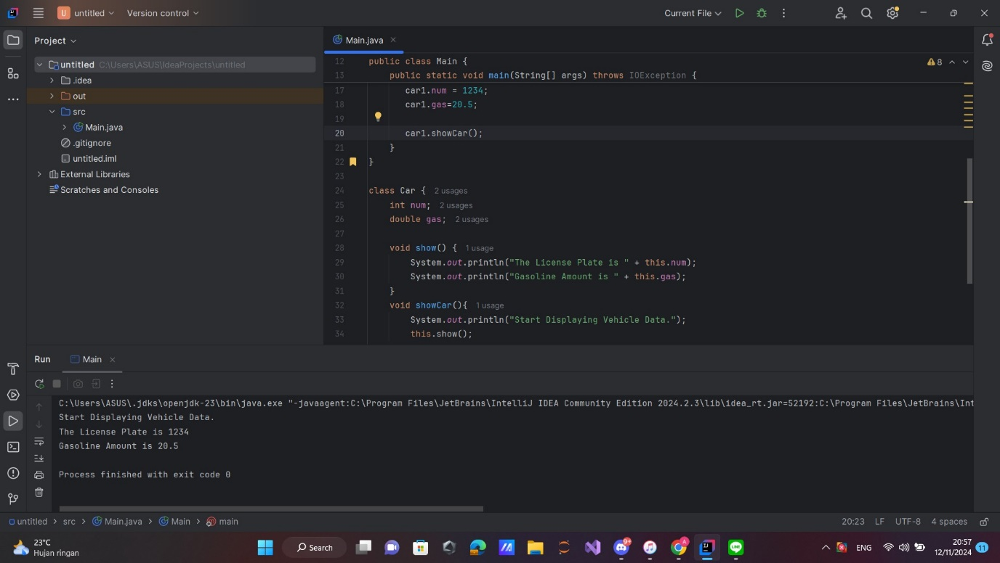 U untitled Version control Current File
Project
Main.java
untitled C:\Users\ASUS\IdeaProjects\untitled
.idea
out
src
Main.java
.gitignore
untitled.iml
External Libraries
Scratches and Consoles
8
12 public class Main {
13 public static void main(String[] args) throws IOException {
17 car1.num = 1234;
18 car1.gas=20.5;
19
20 car1.showCar();
21 }
22 }
23
24 class Car { 2 usages
25 int num; 2 usages
26 double gas; 2 usages
27
28 void show() { 1 usage
29 System.out.println("The License Plate is " + this.num);
30 System.out.println("Gasoline Amount is " + this.gas);
31 }
32 void showCar(){ 1 usage
33 System.out.println("Start Displaying Vehicle Data.");
34 this.show();
Run Main
C:\Users\ASUS\.jdks\openjdk-23\bin\java.exe "-javaagent:C:\Program Files\JetBrains\IntelliJ IDEA Community Edition 2024.2.3\lib\idea_rt.jar=52192:C:\Program Files\JetBrains\Int
Start Displaying Vehicle Data.
The License Plate is 1234
Gasoline Amount is 20.5
Process finished with exit code 0
untitled > src > Main.java > Main > main 20:23 LF UTF-8 4 spaces
23°C
Hujan ringan
Search
ENG
20:57
12/11/2024
11